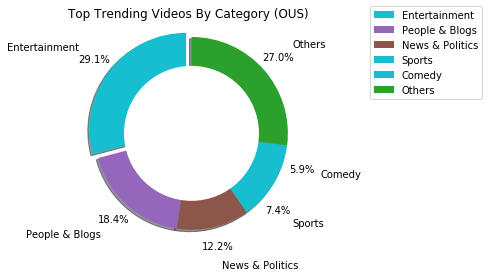 Top Trending Videos By Category (OUS)
Entertainment
29.1%
People & Blogs
18.4%
News & Politics
12.2%
Sports
7.4%
Comedy
5.9%
Others
27.0%
Entertainment
People & Blogs
News & Politics
Sports
Comedy
Others